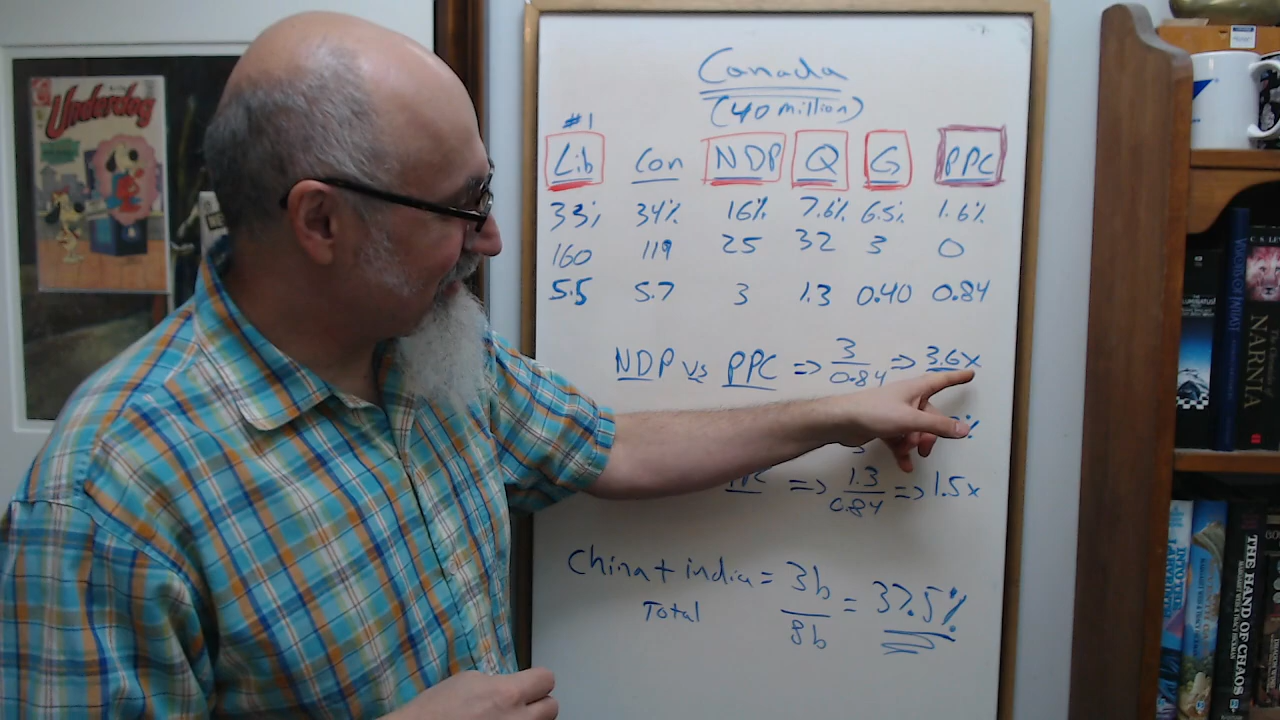 Underdog
Canada
(40 million)
#1
Lib Con NDP Q G PPC
33% 34% 16% 7.6% 6.5% 1.6%
160 119 25 32 3 0
5.5 5.7 3 1.3 0.40 0.84
NDP vs PPC => 3/0.84 => 3.6x
=> 1.3/0.84 => 1.5x
China + india = 3b/8b = 37.5%
Total
NARNIA
THE HAND OF CHAOS